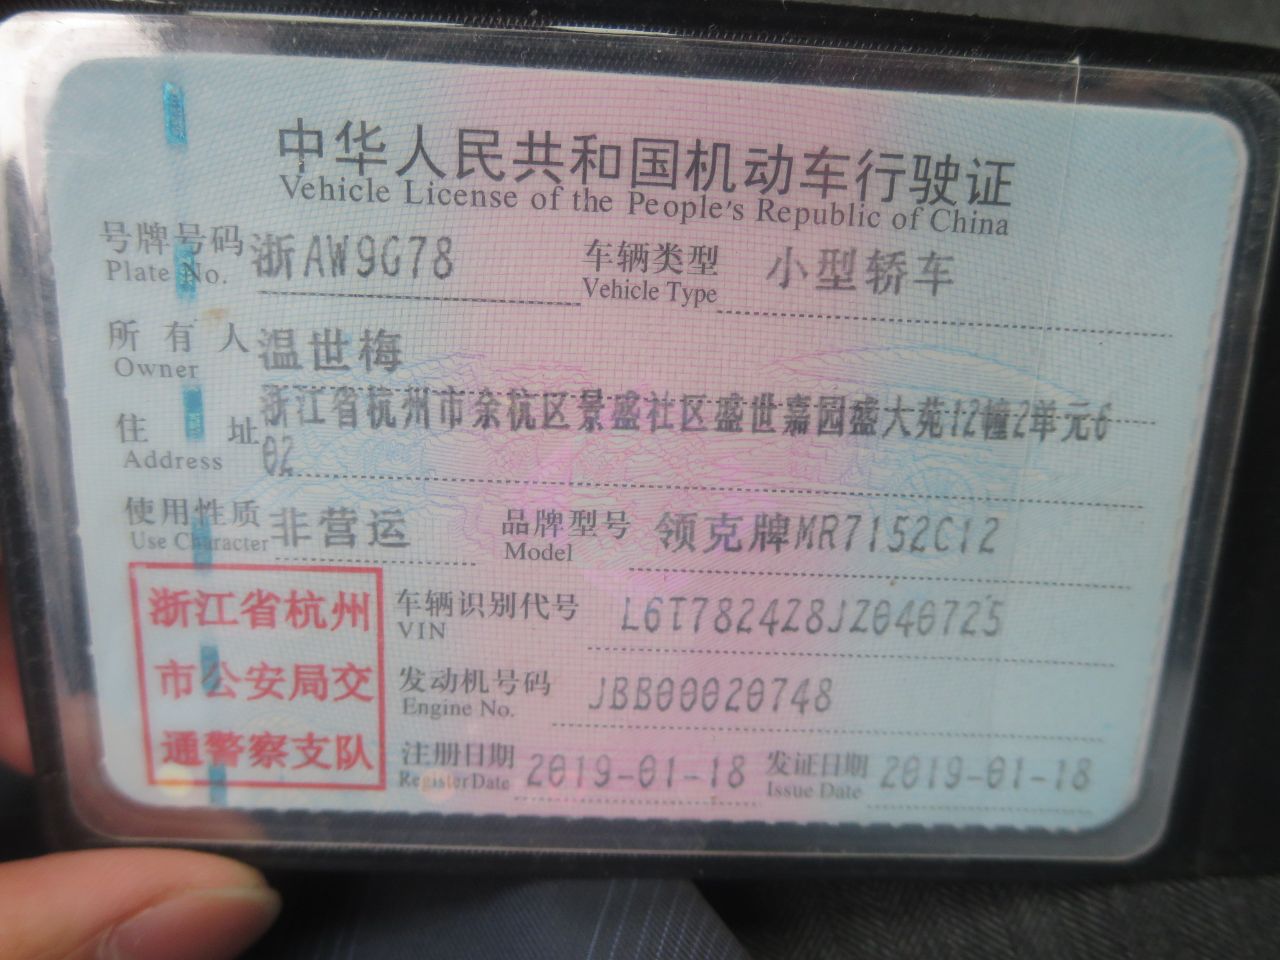 中华人民共和国机动车行驶证
Vehicle License of the People's Republic of China
号牌号码 浙AW9G78 车辆类型 小型轿车
Plate No. Vehicle Type
所有人 温世梅
Owner
住址 浙江省杭州市余杭区景盛社区盛世嘉园盛大苑12幢2单元6
Address 02
使用性质 非营运 品牌型号 领克牌MR7152C12
Use Character Model
浙江省杭州 车辆识别代号 L6T7824Z8JZ040725
VIN
市公安局交 发动机号码 JBB00020748
Engine No.
通警察支队 注册日期 2019-01-18 发证日期 2019-01-18
Register Date Issue Date